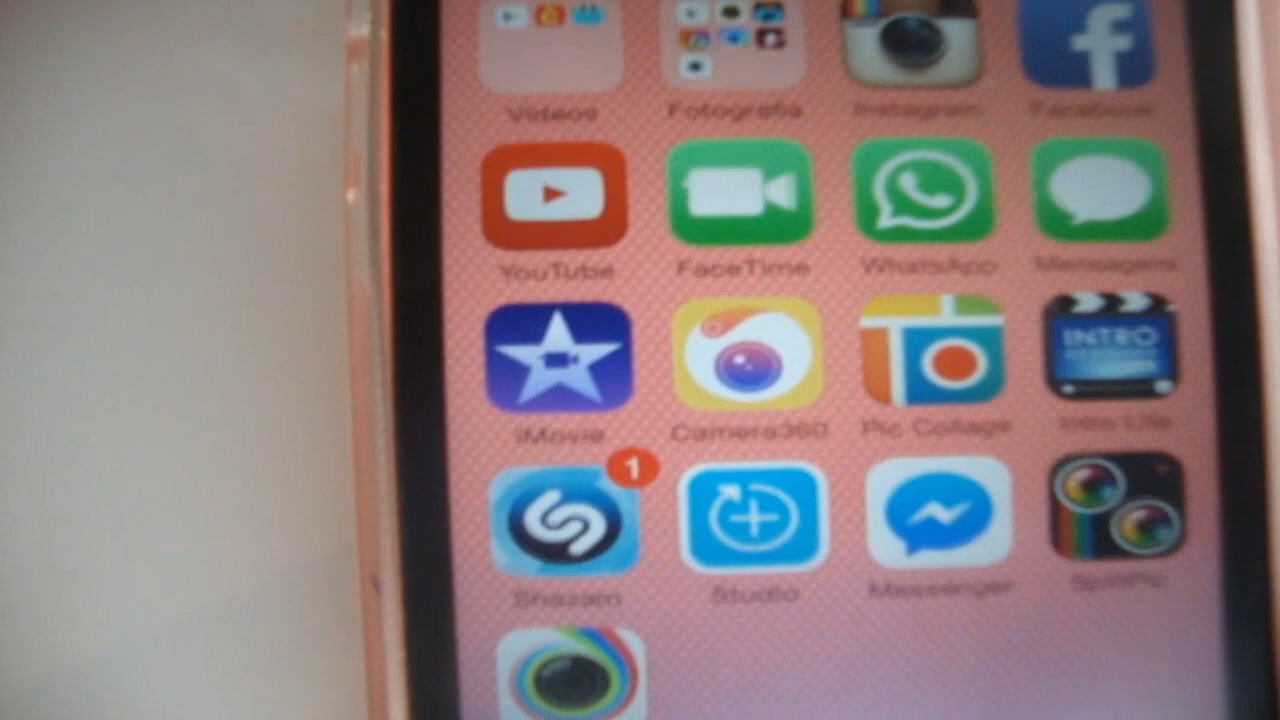 Vídeos Fotografia Instagram Facebook
YouTube FaceTime WhatsApp Mensagens
INTRO
iMovie Camera360 Pic Collage Intro Lite
1
Shazam Studio Messenger SplitPic